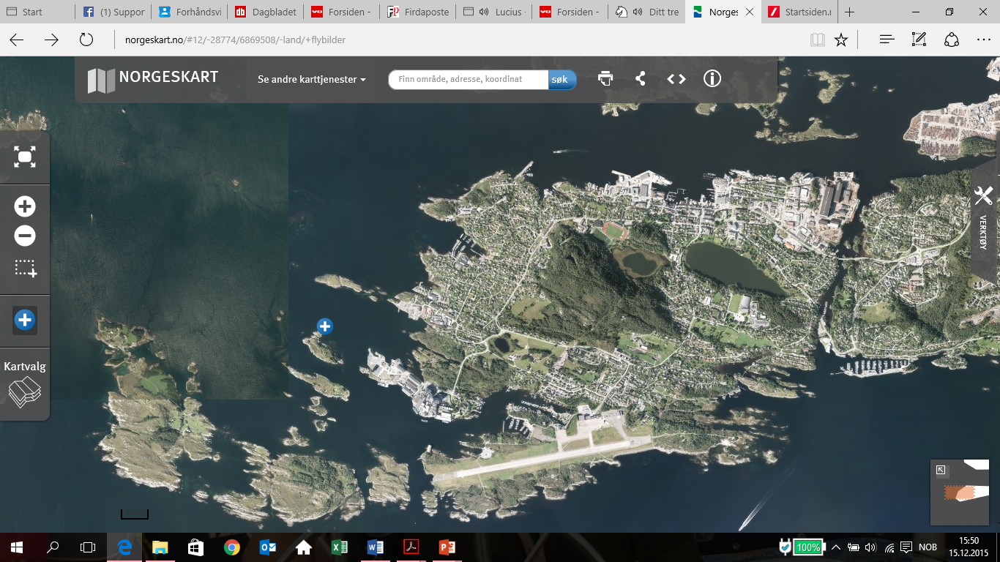 Start
(1) Suppor
Forhåndsvi
Dagbladet
Forsiden -
Firdaposte
Lucius
Forsiden -
Ditt tre
Norges
Startsiden.
norgeskart.no/#12/-28774/6869508/-land/+flybilder
NORGESKART
Se andre karttjenester
Finn område, adresse, koordinat
søk
VERKTØY
Kartvalg
100%
NOB
15:50
15.12.2015